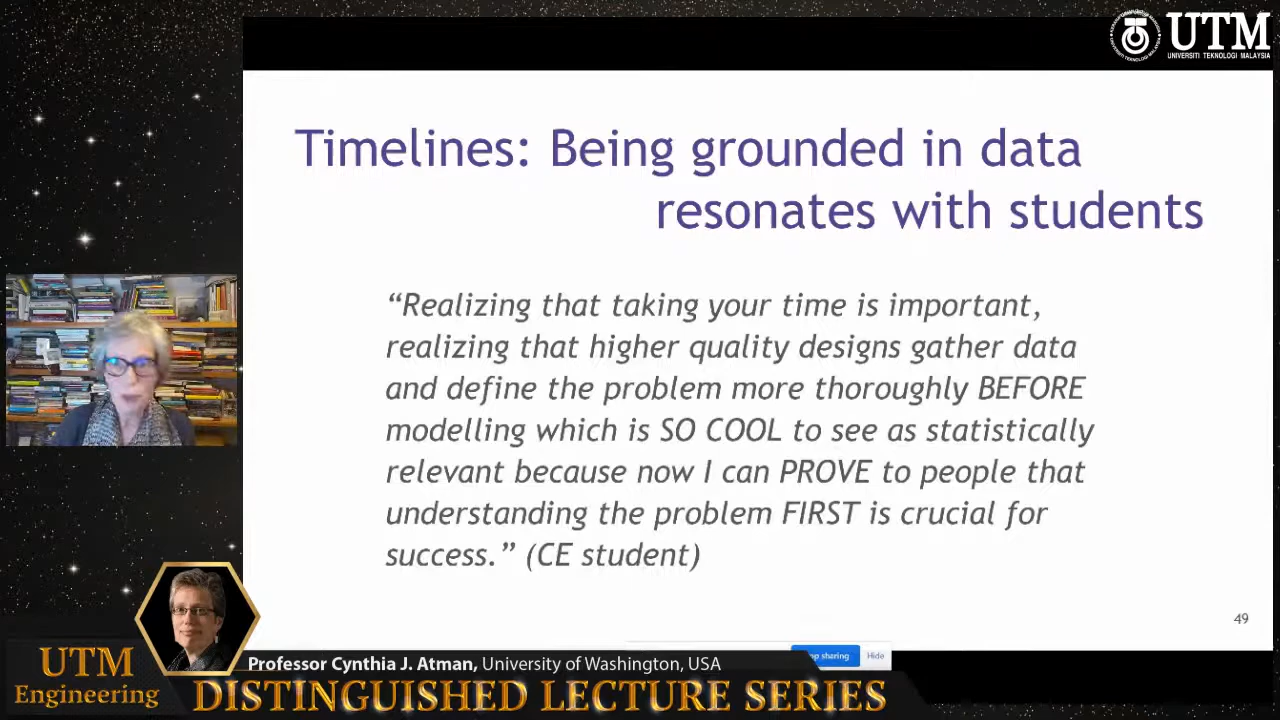 UTM
UNIVERSITI TEKNOLOGI MALAYSIA
Timelines: Being grounded in data
resonates with students
“Realizing that taking your time is important,
realizing that higher quality designs gather data
and define the problem more thoroughly BEFORE
modelling which is SO COOL to see as statistically
relevant because now I can PROVE to people that
understanding the problem FIRST is crucial for
success.” (CE student)
49
sharing
Hide
Professor Cynthia J. Atman, University of Washington, USA
UTM
Engineering
DISTINGUISHED LECTURE SERIES